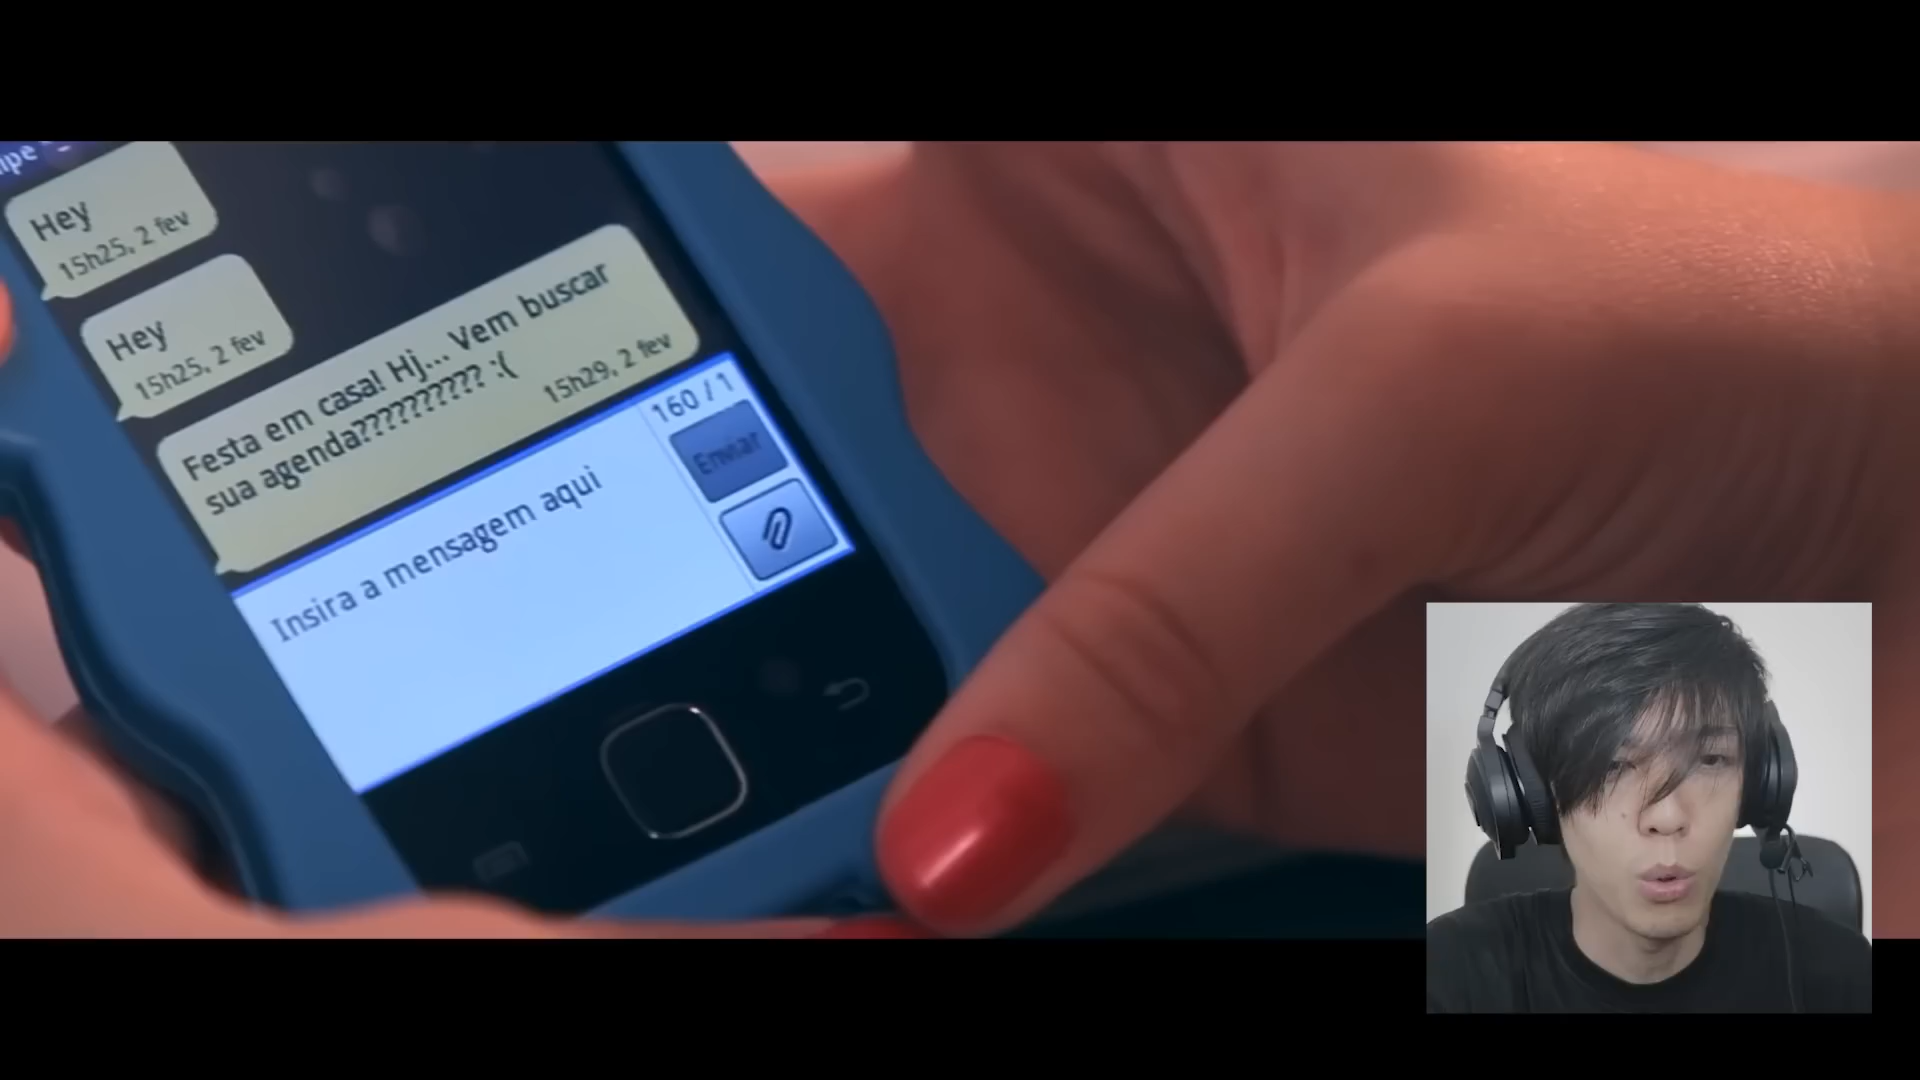 Hey
15h25, 2 fev
Hey
15h25, 2 fev
Festa em casa! Hj... Vem buscar
sua agenda?????????? :(
15h29, 2 fev
160 / 1
Enviar
Insira a mensagem aqui